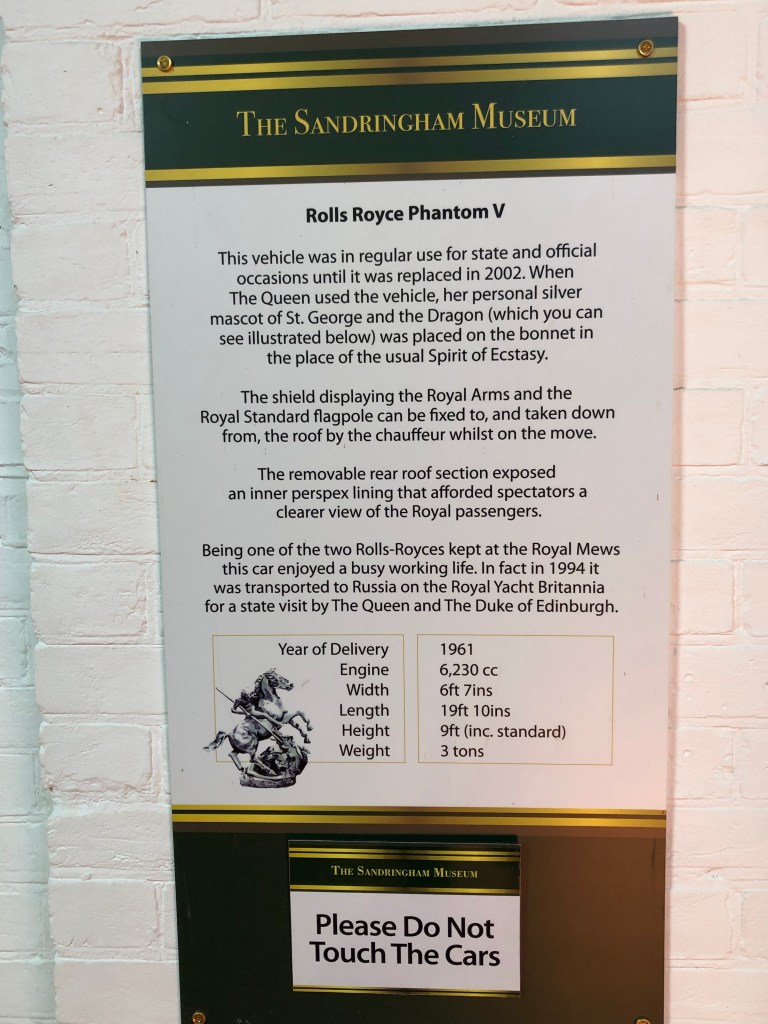 The Sandringham Museum
Rolls Royce Phantom V
This vehicle was in regular use for state and official
occasions until it was replaced in 2002. When
The Queen used the vehicle, her personal silver
mascot of St. George and the Dragon (which you can
see illustrated below) was placed on the bonnet in
the place of the usual Spirit of Ecstasy.
The shield displaying the Royal Arms and the
Royal Standard flagpole can be fixed to, and taken down
from, the roof by the chauffeur whilst on the move.
The removable rear roof section exposed
an inner perspex lining that afforded spectators a
clearer view of the Royal passengers.
Being one of the two Rolls-Royces kept at the Royal Mews
this car enjoyed a busy working life. In fact in 1994 it
was transported to Russia on the Royal Yacht Britannia
for a state visit by The Queen and The Duke of Edinburgh.
Year of Delivery 1961
Engine 6,230 cc
Width 6ft 7ins
Length 19ft 10ins
Height 9ft (inc. standard)
Weight 3 tons
The Sandringham Museum
Please Do Not
Touch The Cars